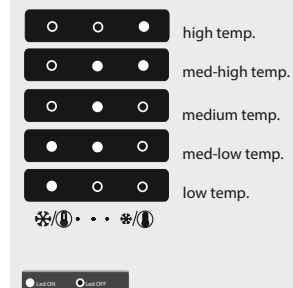 high temp.
med-high temp.
medium temp.
med-low temp.
low temp.
Led ON Led OFF